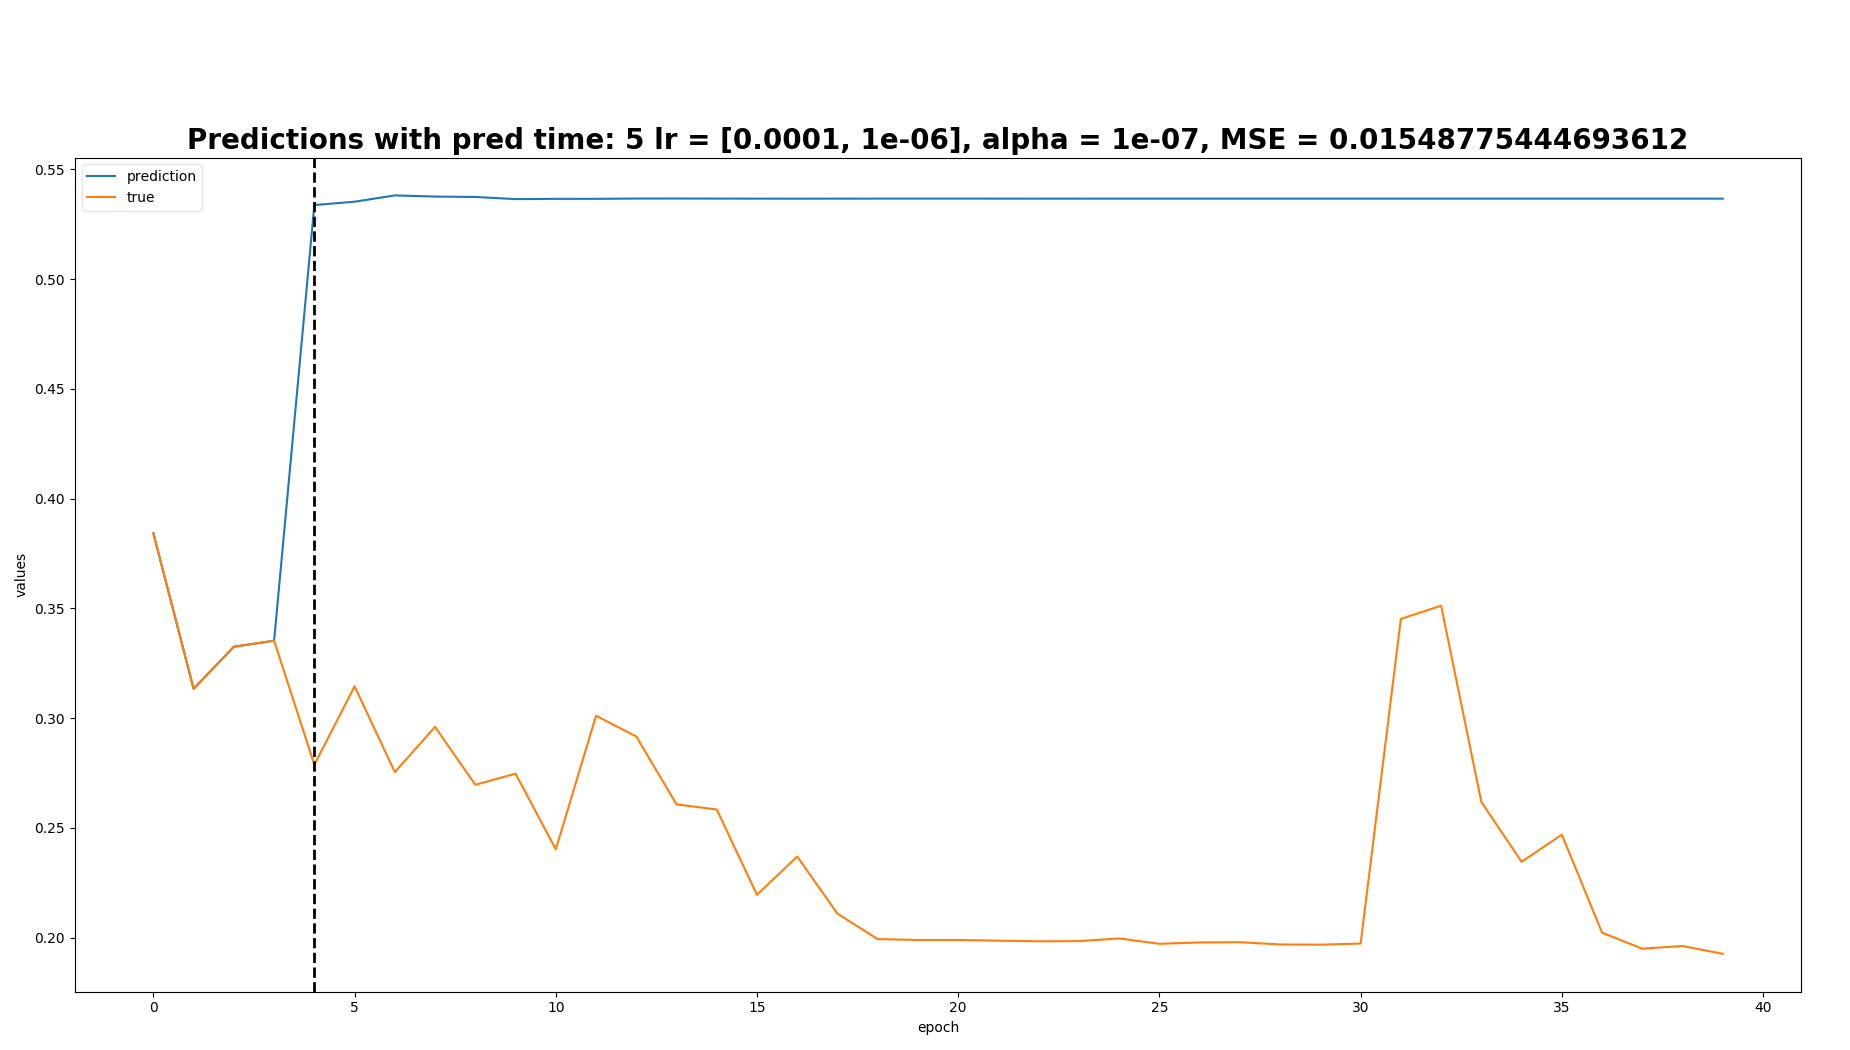 Predictions with pred time: 5 lr = [0.0001, 1e-06], alpha = 1e-07, MSE = 0.01548775444693612
prediction
true
0.55
0.50
0.45
0.40
0.35
0.30
0.25
0.20
values
0 5 10 15 20 25 30 35 40
epoch